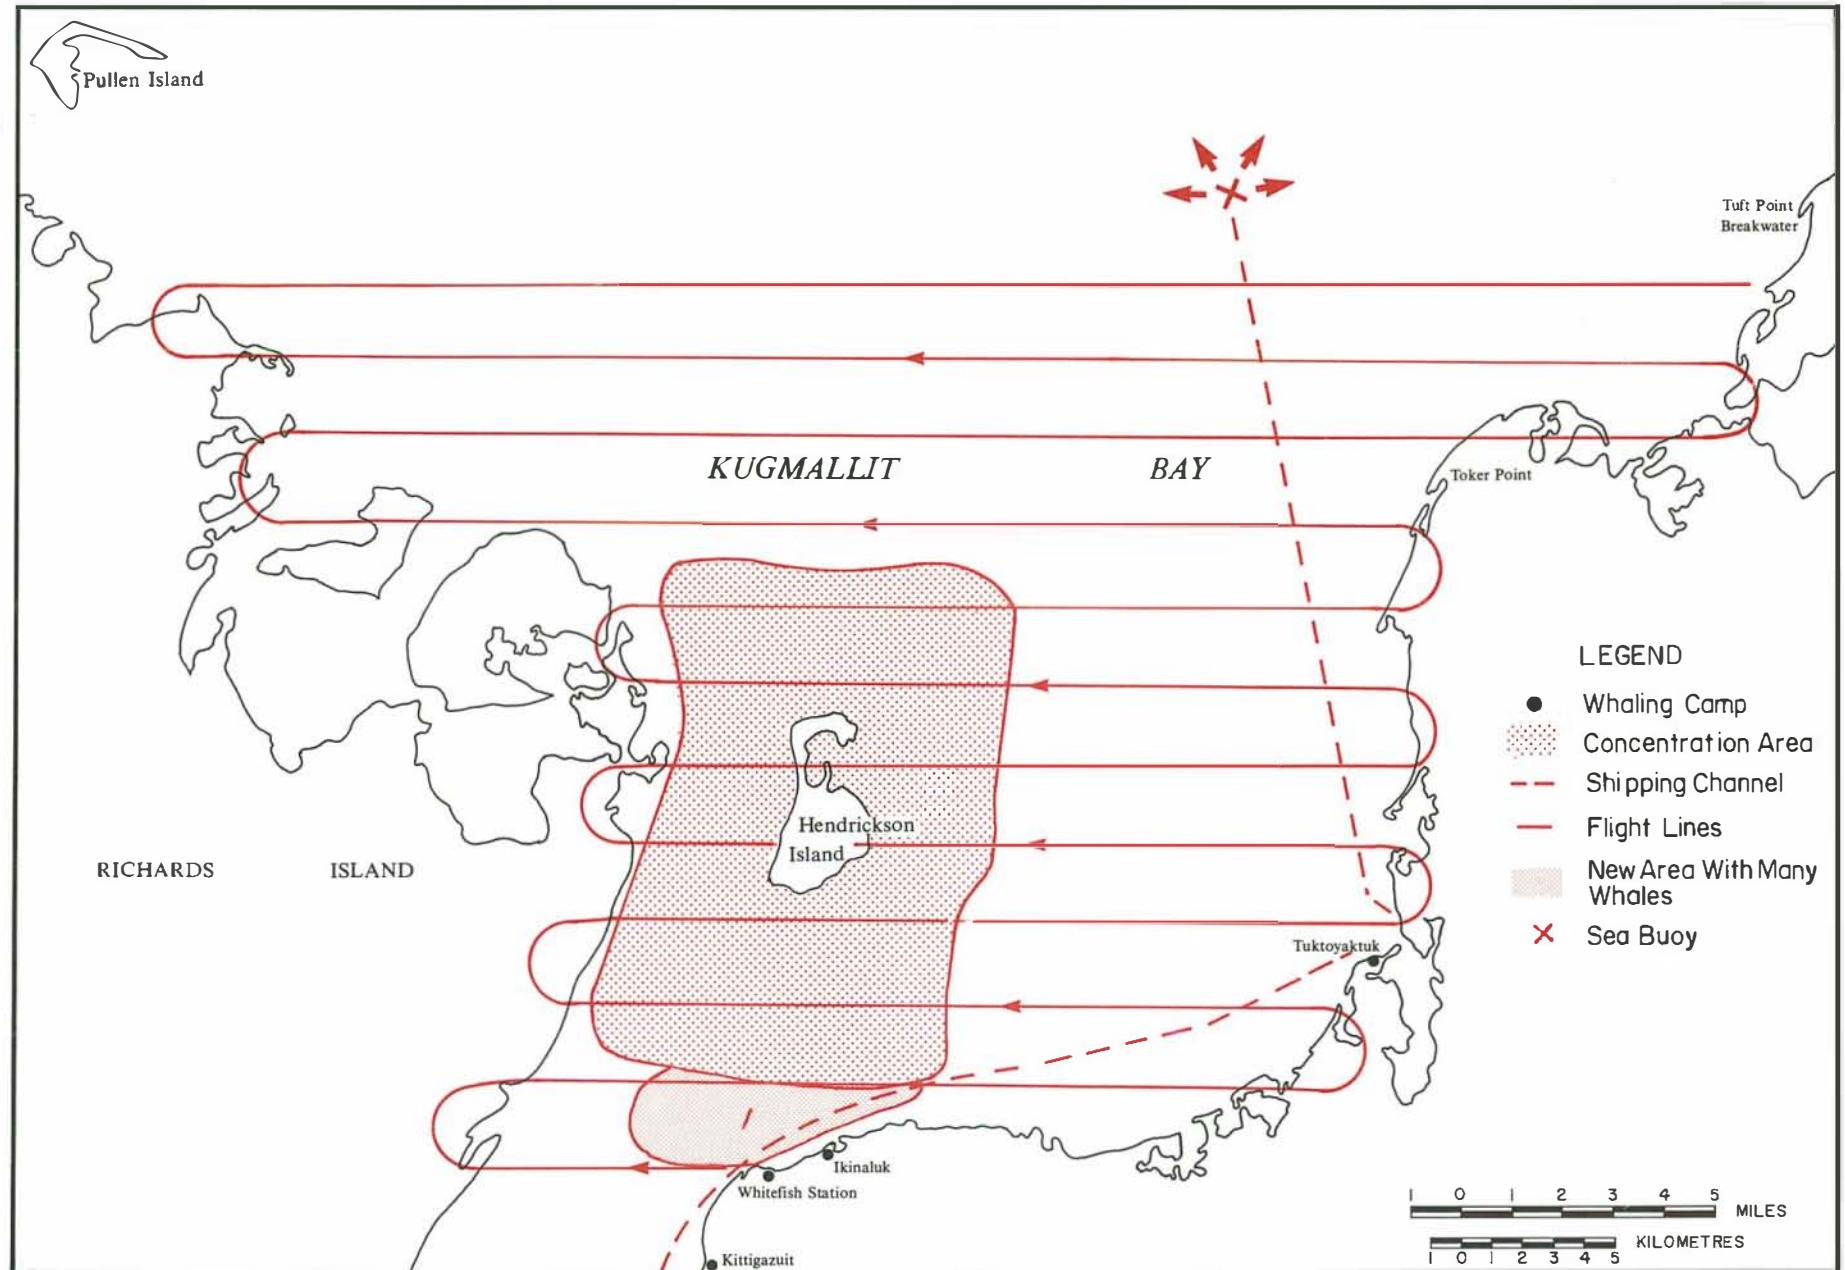 Pullen Island
Tuft Point
Breakwater
KUGMALLIT BAY
Toker Point
LEGEND
Whaling Camp
Concentration Area
Shipping Channel
Flight Lines
New Area With Many
Whales
Sea Buoy
Hendrickson
Island
RICHARDS ISLAND
Tuktoyaktuk
Ikinaluk
Whitefish Station
Kittigazuit
1 0 1 2 3 4 5
MILES
KILOMETRES
1 0 1 2 3 4 5